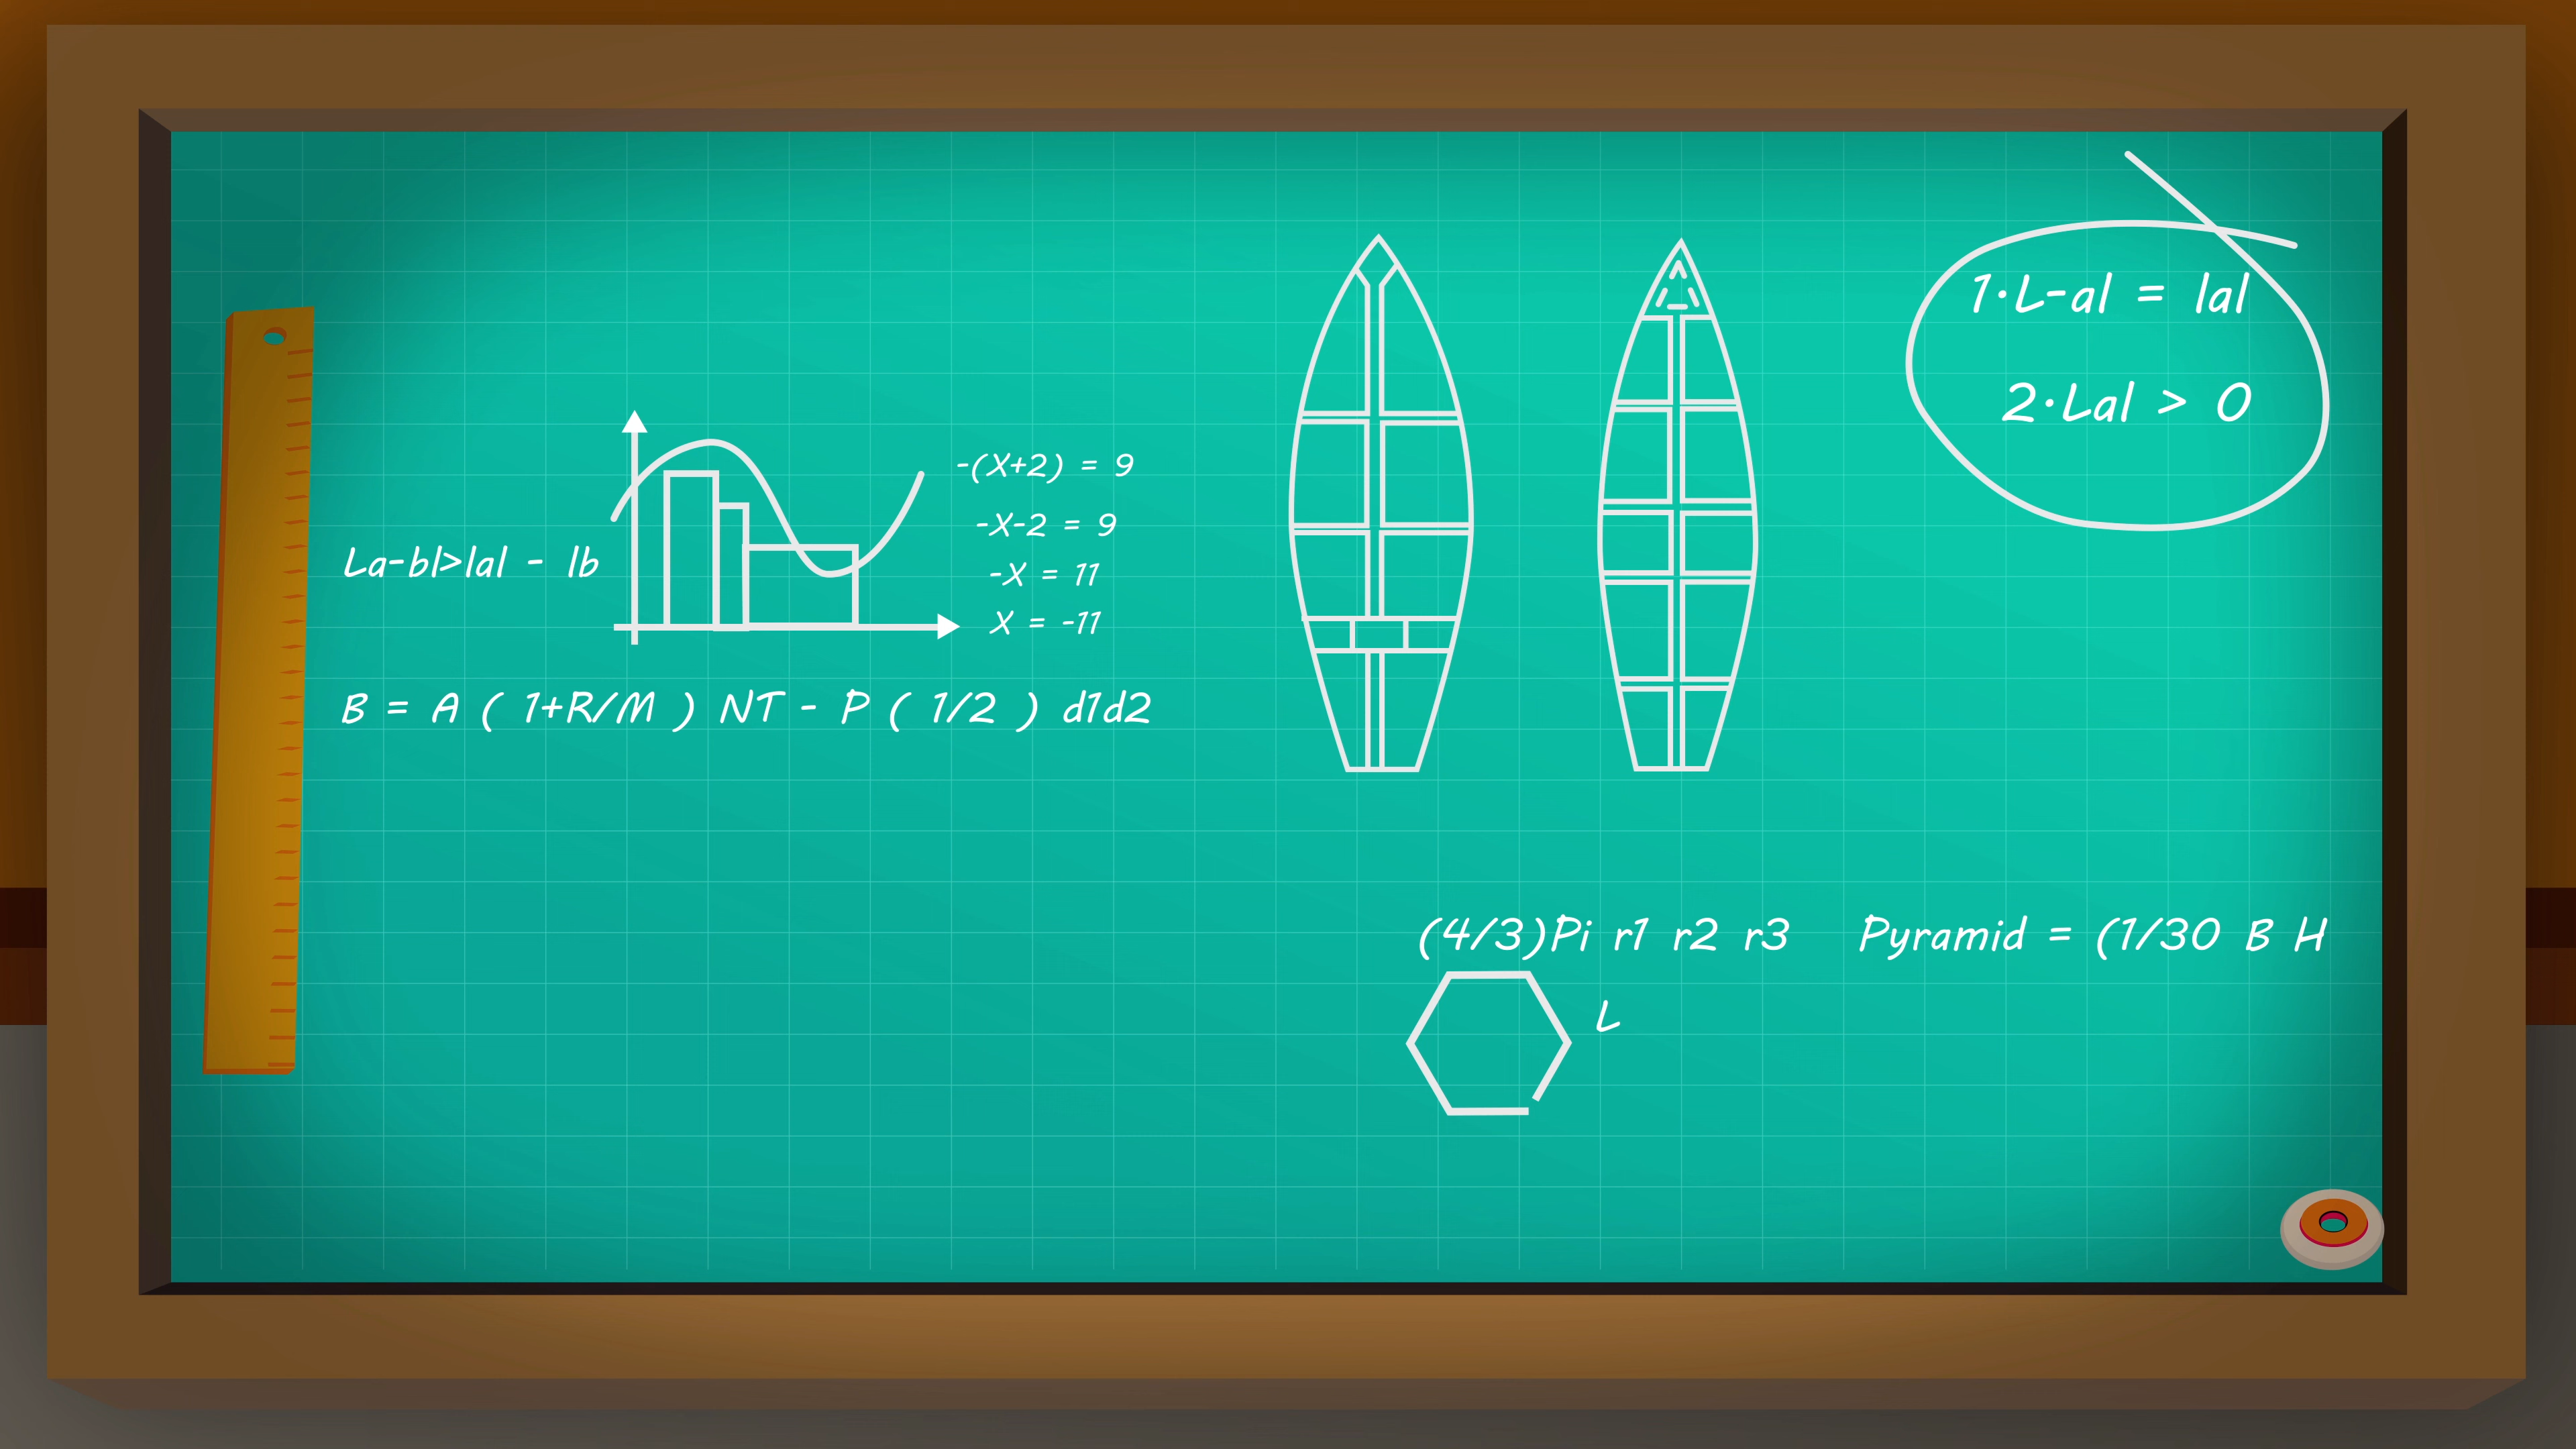 La-bl>lal - lb
-(X+2) = 9
-X-2 = 9
-X = 11
X = -11
B = A ( 1+R/M ) NT - P ( 1/2 ) d1d2
1·L-al = lal
2·Lal > 0
(4/3)Pi r1 r2 r3
Pyramid = (1/30 B H
L